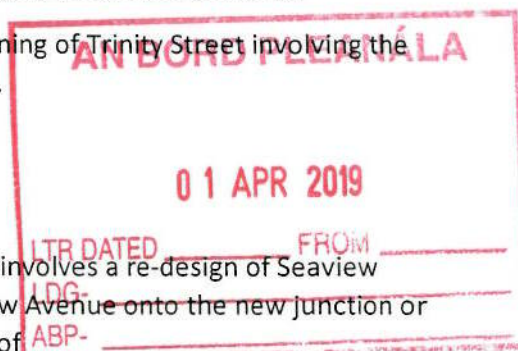 ning of Trinity Street involving the
AN BORD PLEANÁLA
01 APR 2019
LTR DATED FROM
involves a re-design of Seaview
LDG-
w Avenue onto the new junction or
of
ABP-